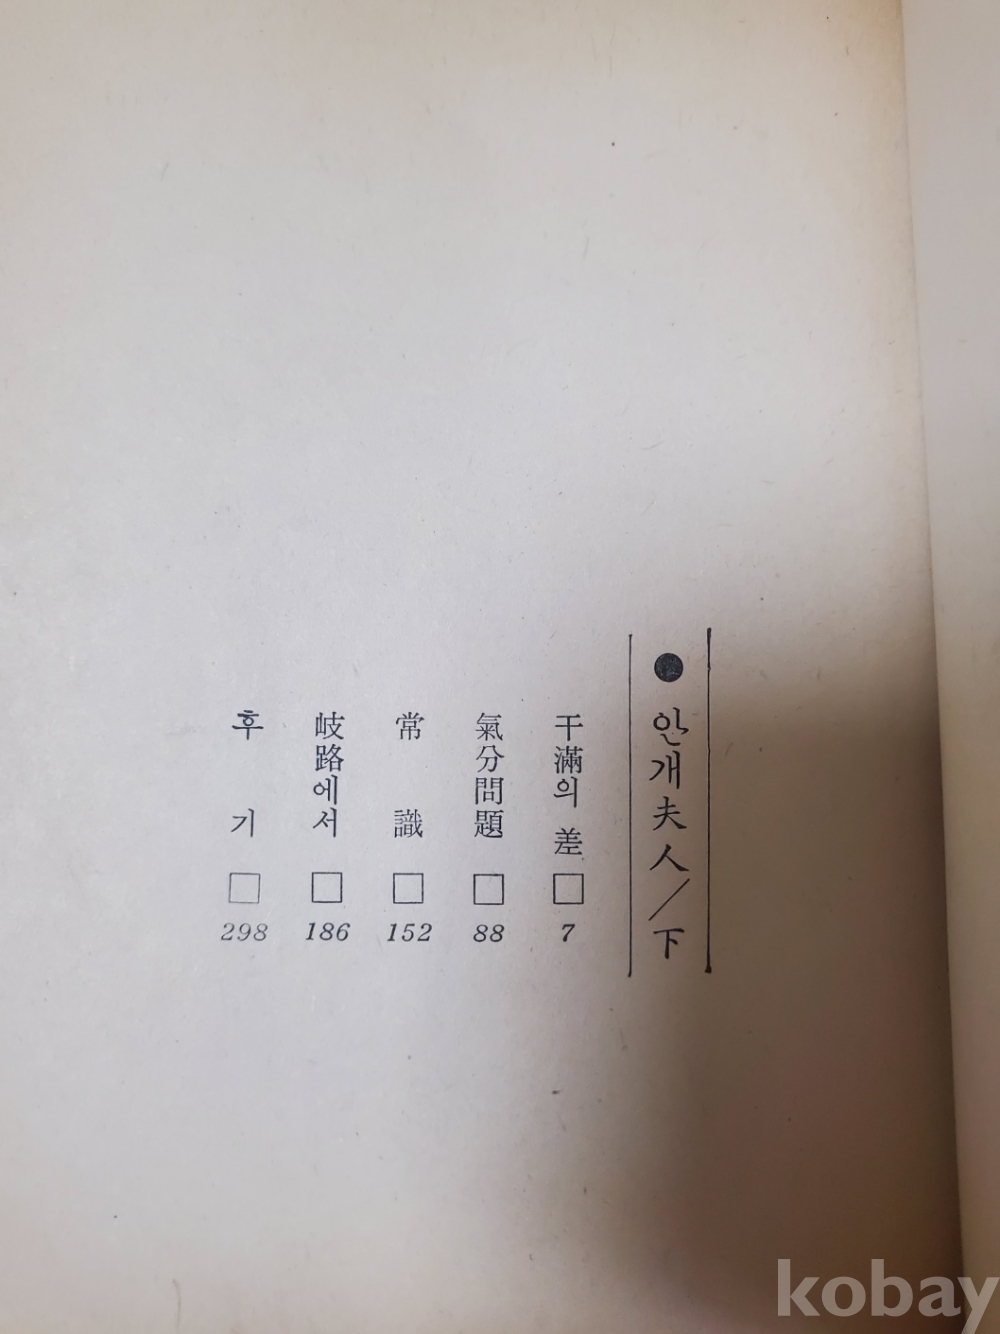 ● 안개夫人/下
干滿의 差 □ 7
氣分問題 □ 88
常識 □ 152
岐路에서 □ 186
후기 □ 298
kobay